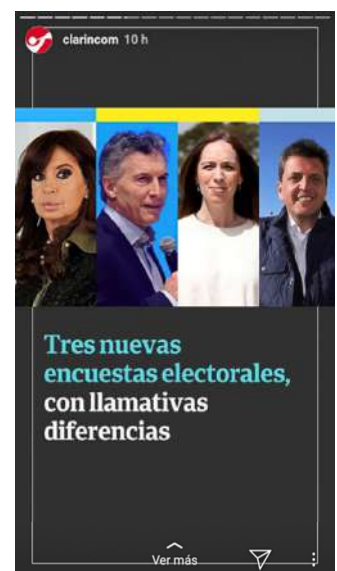 clarincom 10 h
Tres nuevas
encuestas electorales,
con llamativas
diferencias
Ver más